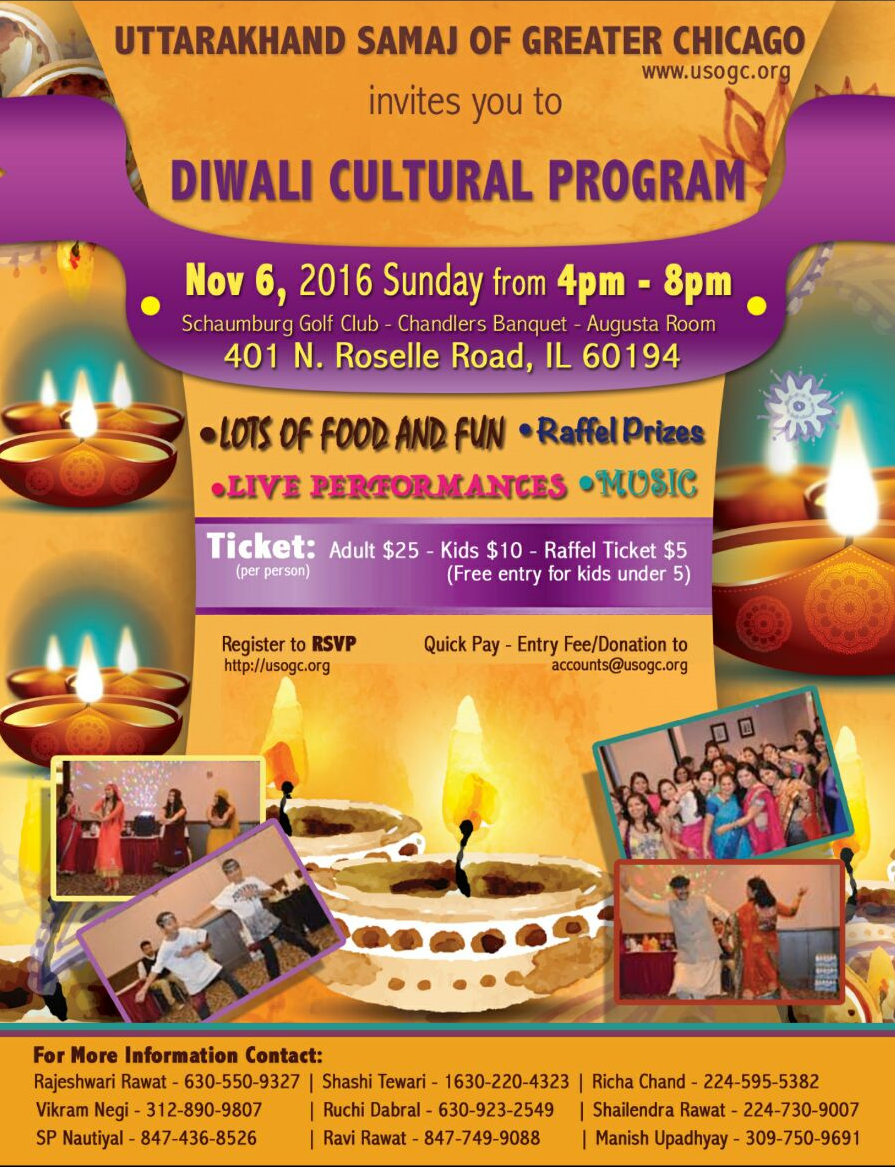 UTTARAKHAND SAMAJ OF GREATER CHICAGO
www.usogc.org
invites you to
DIWALI CULTURAL PROGRAM
Nov 6, 2016 Sunday from 4pm - 8pm
Schaumburg Golf Club - Chandlers Banquet - Augusta Room
401 N. Roselle Road, IL 60194
•LOTS OF FOOD AND FUN •Raffel Prizes
•LIVE PERFORMANCES •MUSIC
Ticket: Adult $25 - Kids $10 - Raffel Ticket $5
(per person) (Free entry for kids under 5)
Register to RSVP Quick Pay - Entry Fee/Donation to
http://usogc.org accounts@usogc.org
For More Information Contact:
Rajeshwari Rawat - 630-550-9327 | Shashi Tewari - 1630-220-4323 | Richa Chand - 224-595-5382
Vikram Negi - 312-890-9807 | Ruchi Dabral - 630-923-2549 | Shailendra Rawat - 224-730-9007
SP Nautiyal - 847-436-8526 | Ravi Rawat - 847-749-9088 | Manish Upadhyay - 309-750-9691